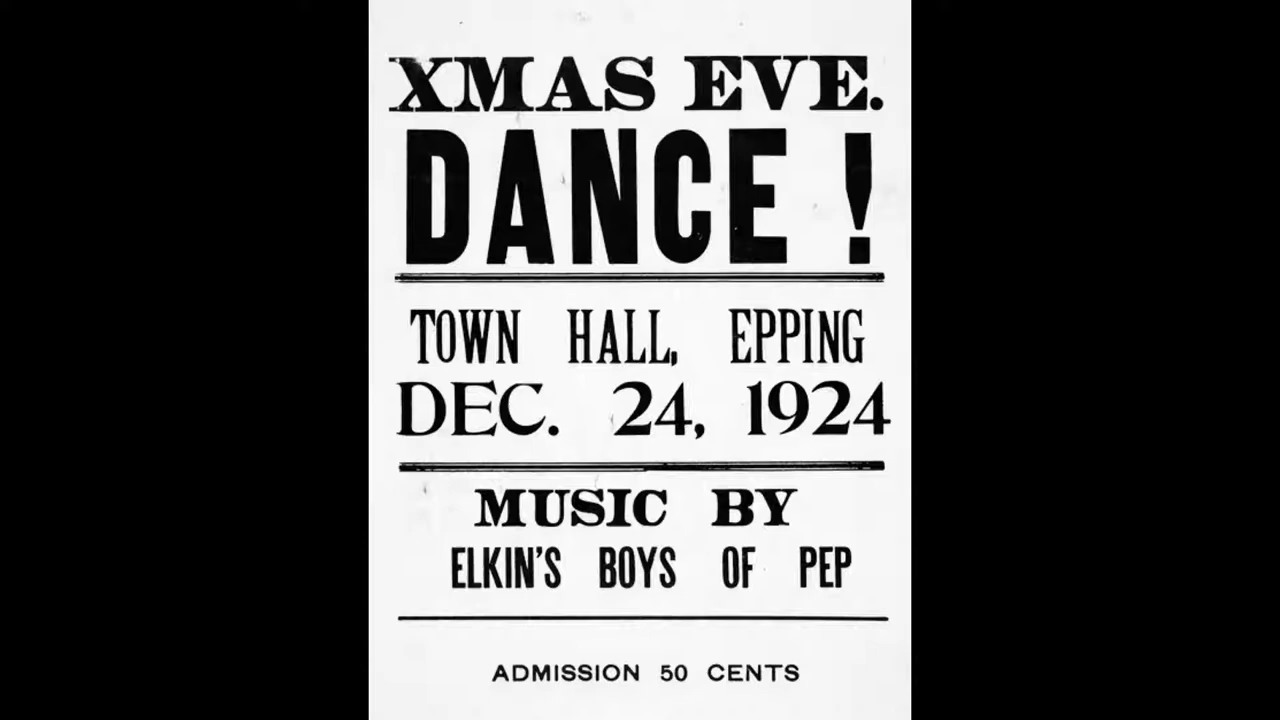 XMAS EVE.
DANCE!
TOWN HALL, EPPING
DEC. 24, 1924
MUSIC BY
ELKIN'S BOYS OF PEP
ADMISSION 50 CENTS